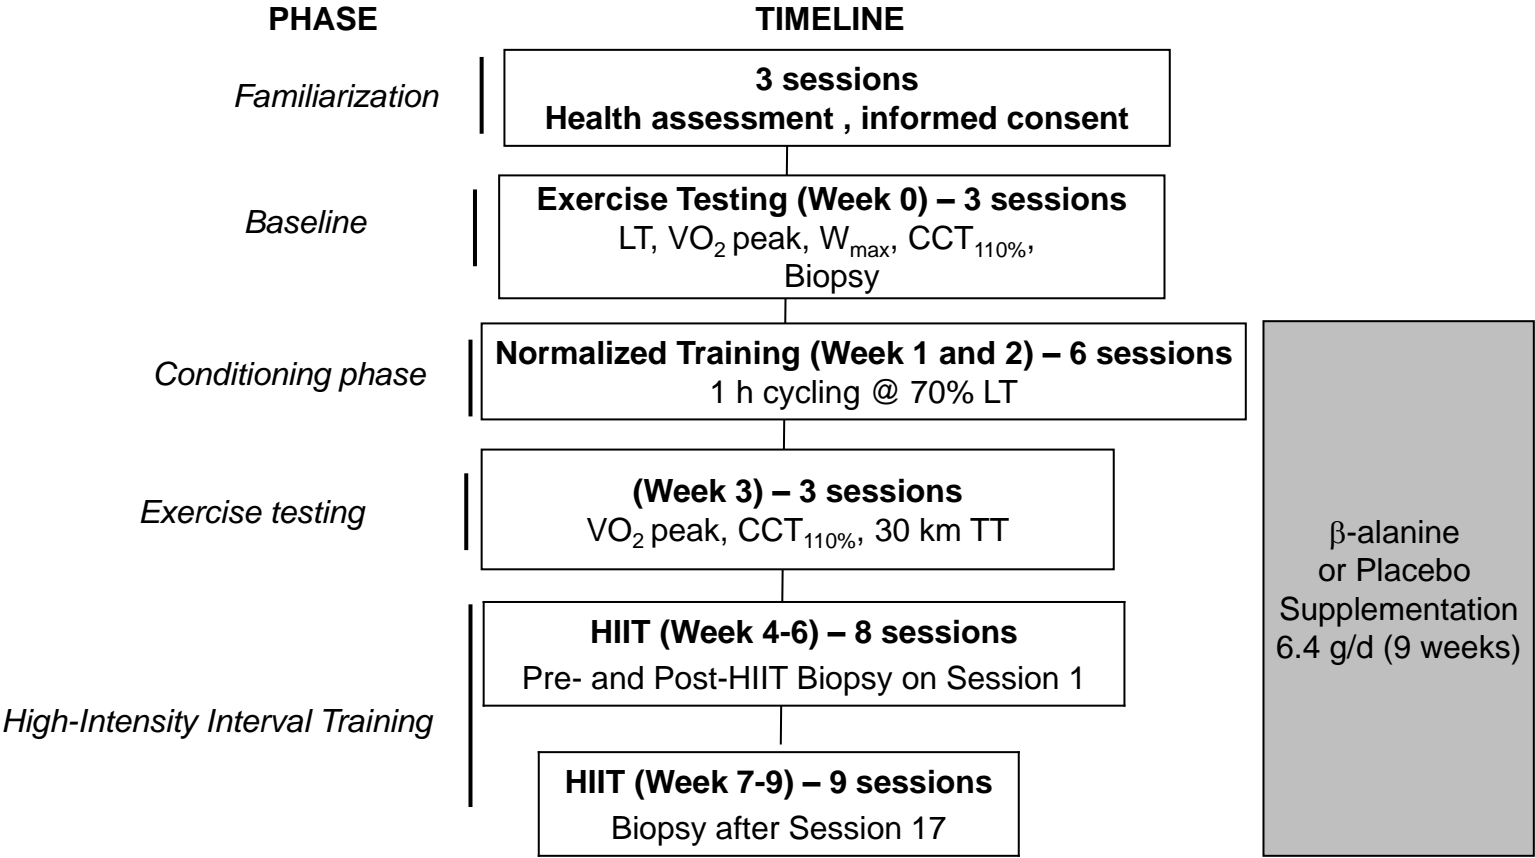 PHASE
TIMELINE
Familiarization
3 sessions
Health assessment , informed consent
Baseline
Exercise Testing (Week 0) – 3 sessions
LT, VO2 peak, Wmax, CCT110%,
Biopsy
Conditioning phase
Normalized Training (Week 1 and 2) – 6 sessions
1 h cycling @ 70% LT
Exercise testing
(Week 3) – 3 sessions
VO2 peak, CCT110%, 30 km TT
High-Intensity Interval Training
HIIT (Week 4-6) – 8 sessions
Pre- and Post-HIIT Biopsy on Session 1
HIIT (Week 7-9) – 9 sessions
Biopsy after Session 17
β-alanine
or Placebo
Supplementation
6.4 g/d (9 weeks)